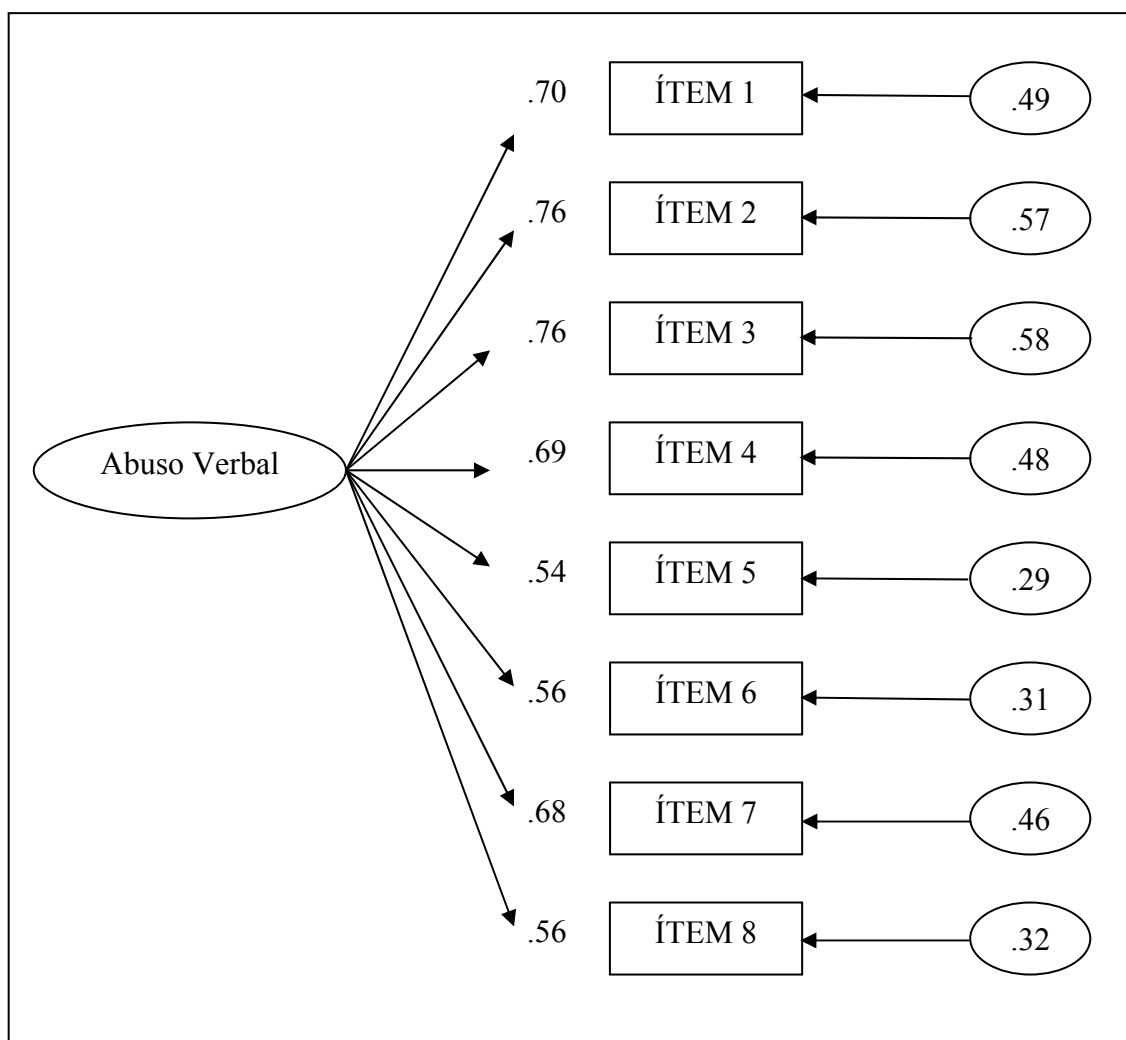 .70 ÍTEM 1 .49
.76 ÍTEM 2 .57
.76 ÍTEM 3 .58
Abuso Verbal
.69 ÍTEM 4 .48
.54 ÍTEM 5 .29
.56 ÍTEM 6 .31
.68 ÍTEM 7 .46
.56 ÍTEM 8 .32